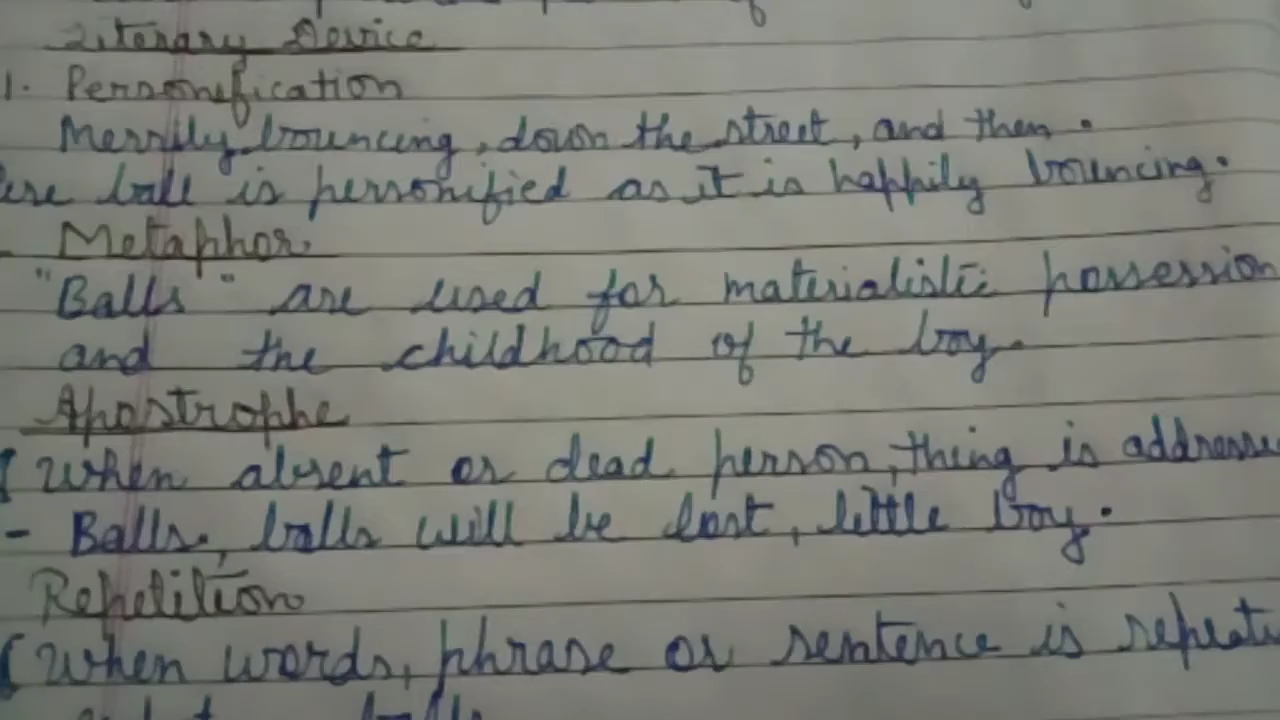 Literary Device
1. Personification
Merrily bouncing, down the street, and then.
ball is personified as it is happily bouncing.
- Metaphor.
"Balls" are used for materialistic possession
and the childhood of the boy.
Apostrophe
( When absent or dead person, thing is addresse
- Balls, balls will be lost, little boy.
Repetition
( When words, phrase or sentence is repeat